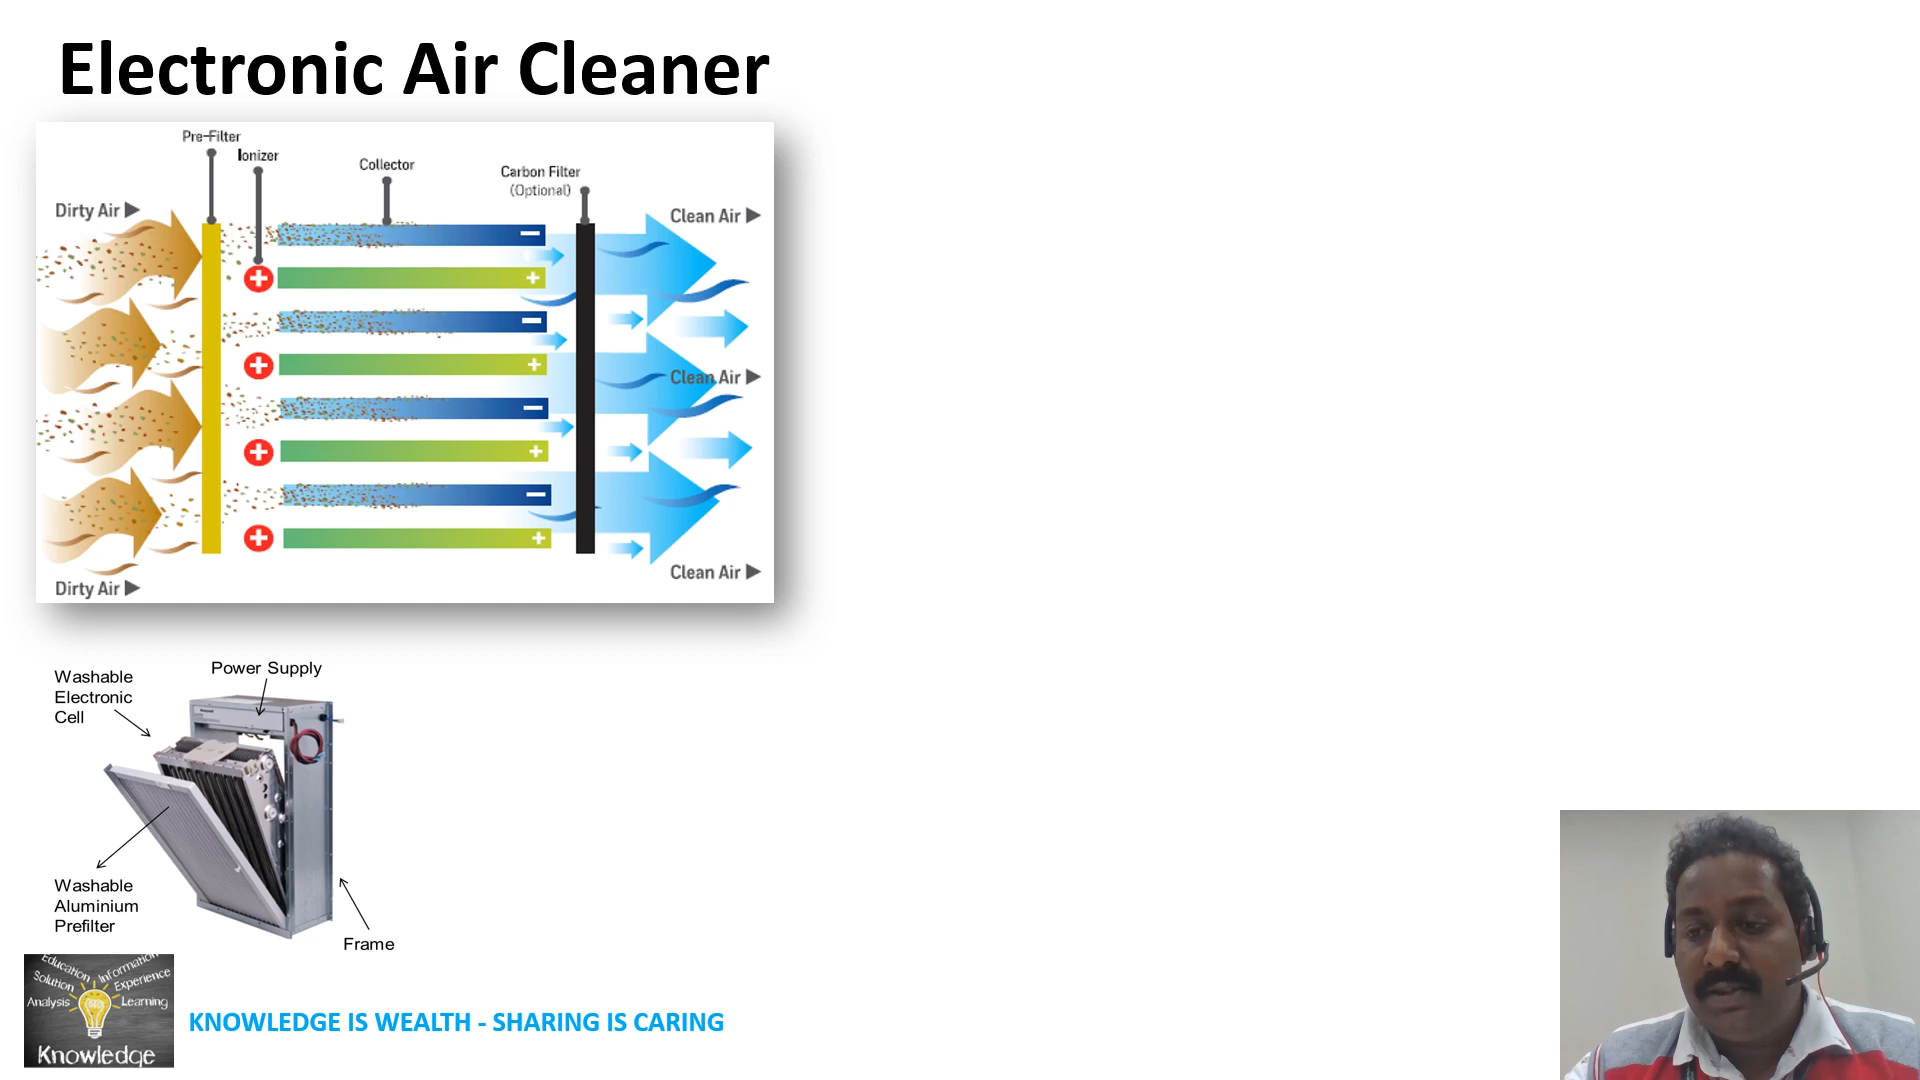 Electronic Air Cleaner
Pre-Filter
Ionizer
Collector
Carbon Filter
(Optional)
Dirty Air
Clean Air
Clean Air
Clean Air
Dirty Air
Power Supply
Washable
Electronic
Cell
Washable
Aluminium
Prefilter
Frame
Education
Information
Solution
Experience
Analysis
Learning
Knowledge
KNOWLEDGE IS WEALTH - SHARING IS CARING